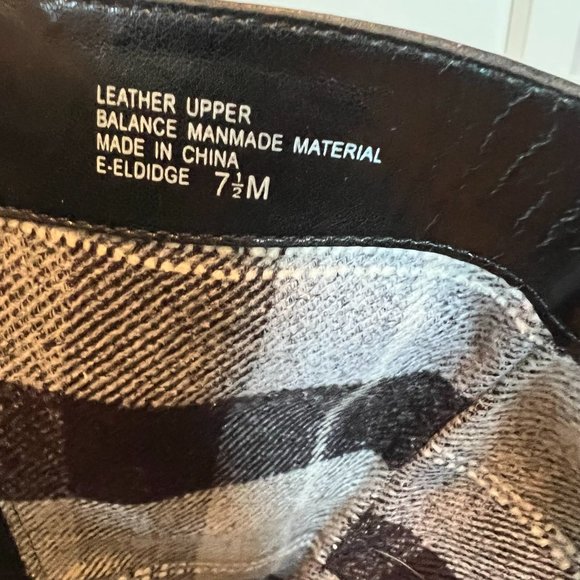 LEATHER UPPER
BALANCE MANMADE MATERIAL
MADE IN CHINA
E-ELDIDGE 7½M